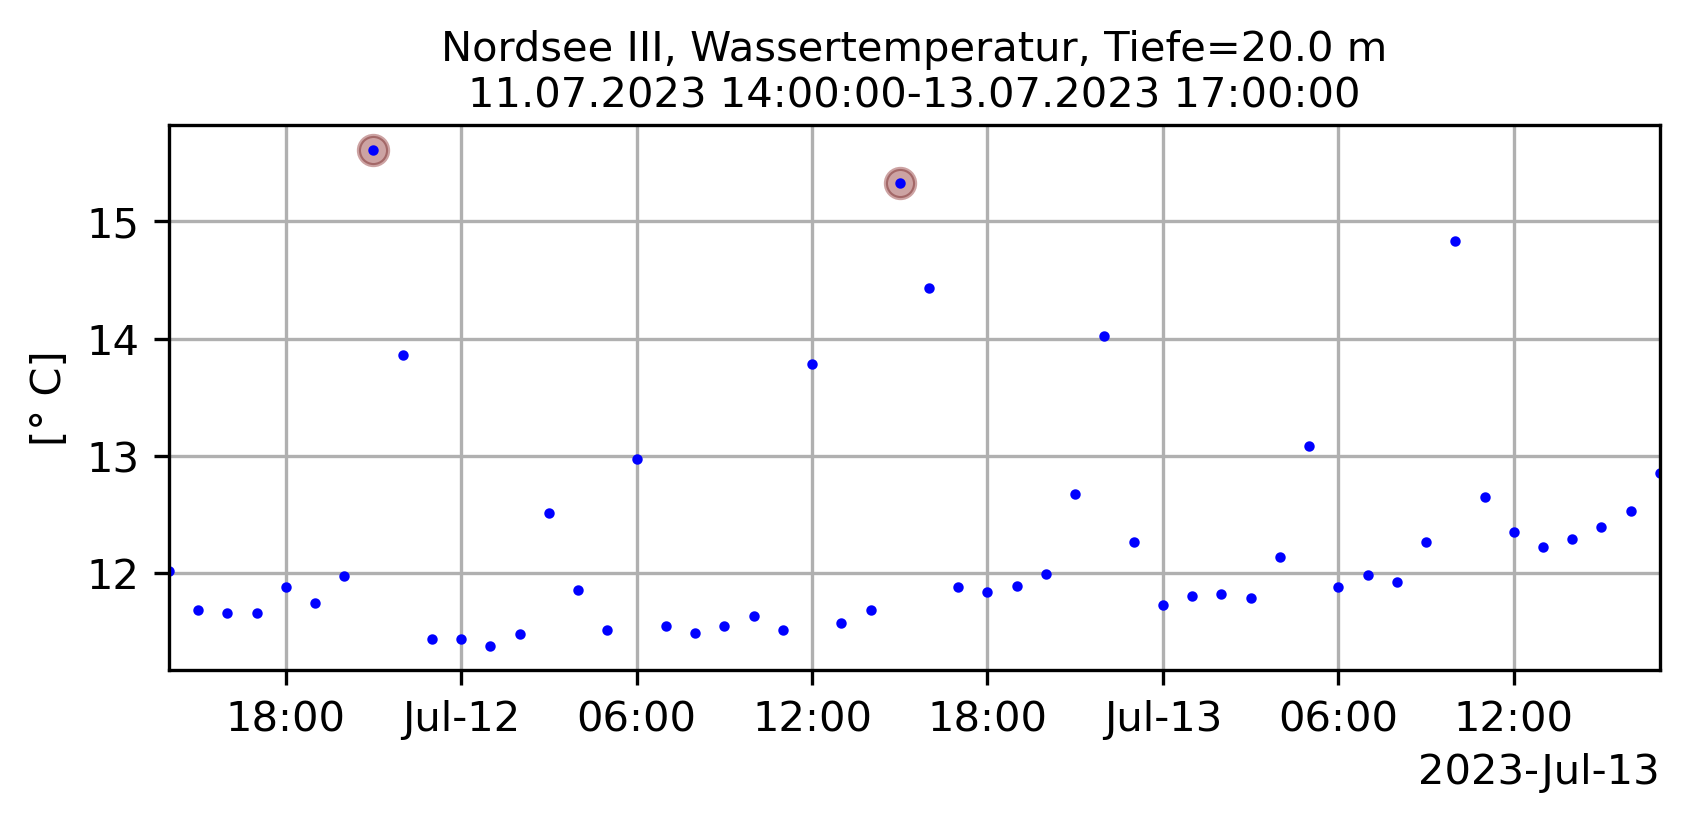 Nordsee III, Wassertemperatur, Tiefe=20.0 m
11.07.2023 14:00:00-13.07.2023 17:00:00
[° C]
15
14
13
12
18:00 Jul-12 06:00 12:00 18:00 Jul-13 06:00 12:00
2023-Jul-13